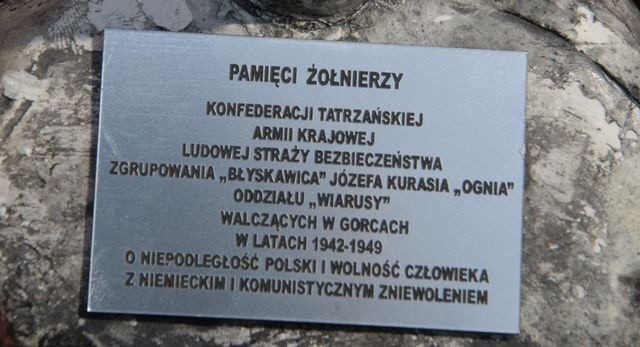 PAMIĘCI ŻOŁNIERZY
KONFEDERACJI TATRZAŃSKIEJ
ARMII KRAJOWEJ
LUDOWEJ STRAŻY BEZBIECZEŃSTWA
ZGRUPOWANIA „BŁYSKAWICA" JÓZEFA KURASIA „OGNIA"
ODDZIAŁU „WIARUSY"
WALCZĄCYCH W GORCACH
W LATACH 1942-1949
O NIEPODLEGŁOŚĆ POLSKI I WOLNOŚĆ CZŁOWIEKA
Z NIEMIECKIM I KOMUNISTYCZNYM ZNIEWOLENIEM